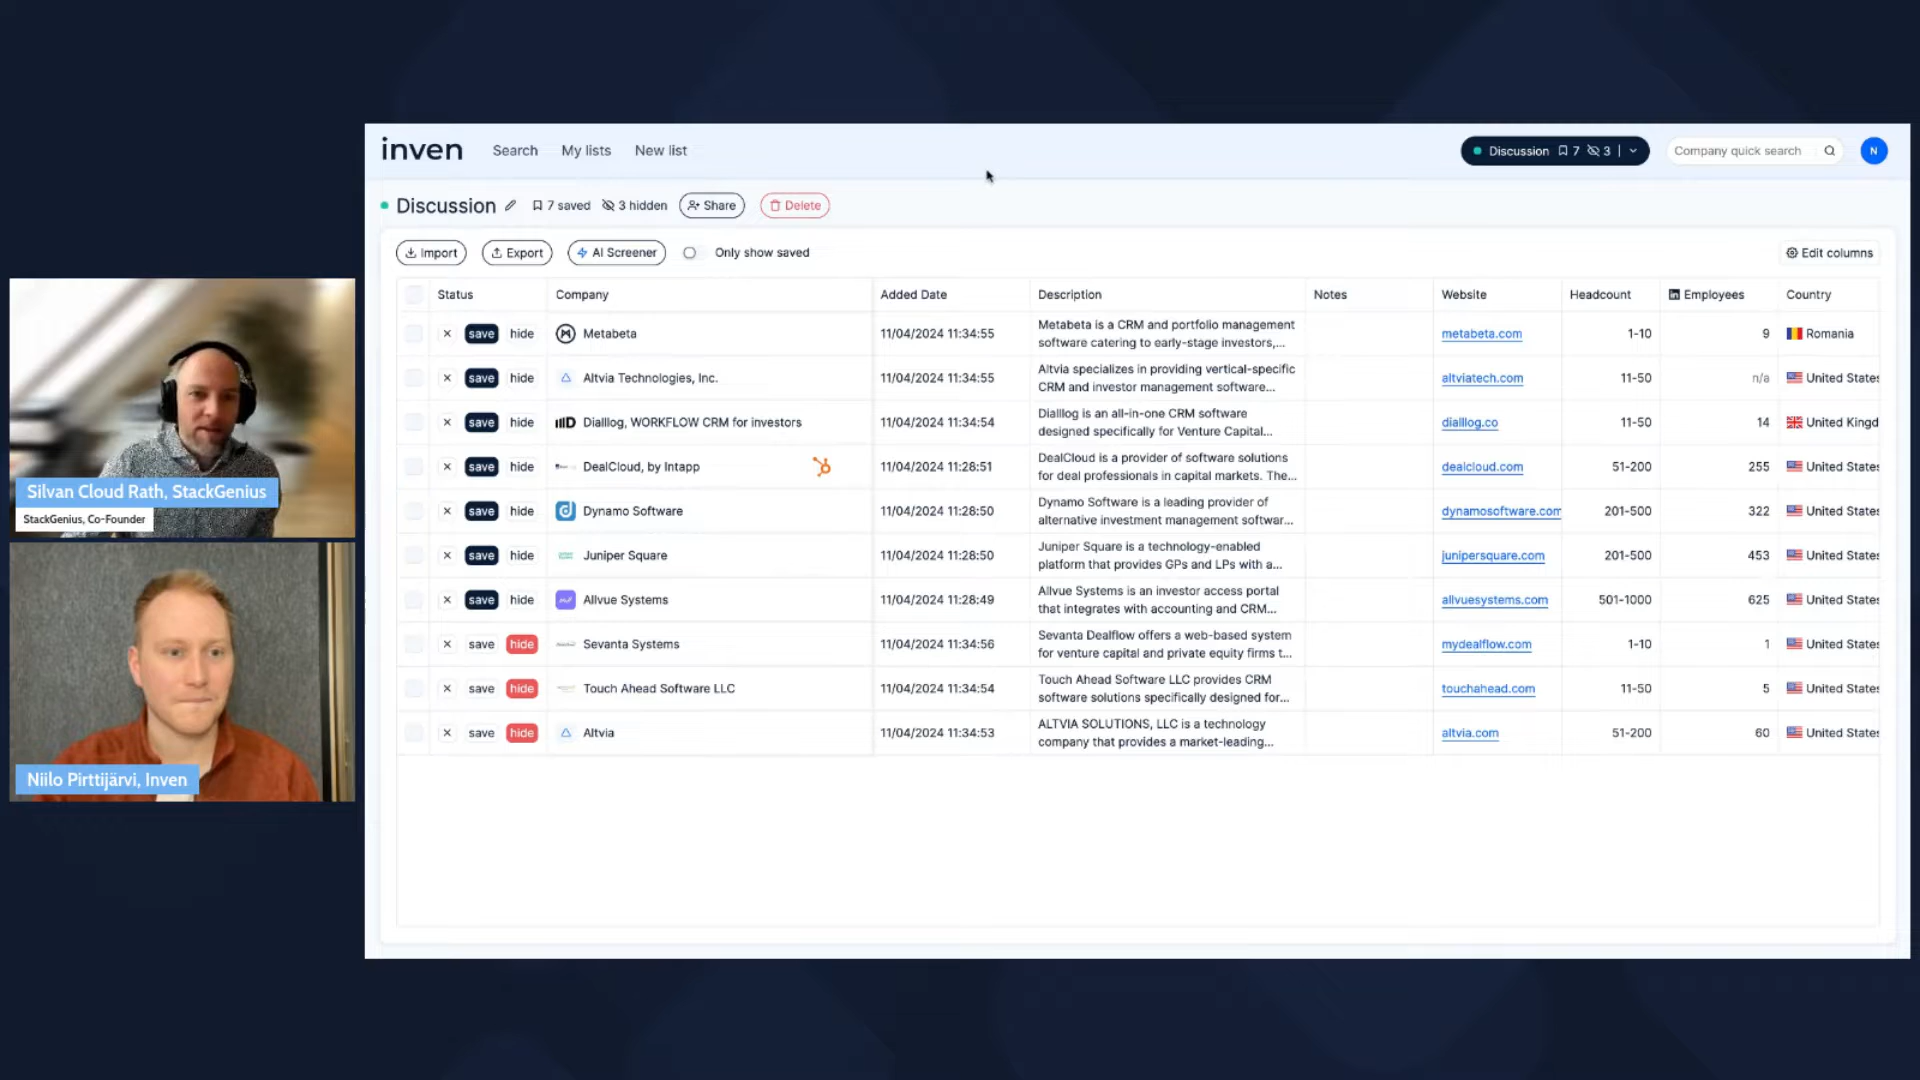 inven Search My lists New list Discussion 7 3 Company quick search N
Discussion 7 saved 3 hidden Share Delete
Import Export AI Screener Only show saved Edit columns
Status Company Added Date Description Notes Website Headcount Employees Country
save hide Metabeta 11/04/2024 11:34:55 Metabeta is a CRM and portfolio management metabeta.com 1-10 9 Romania
software catering to early-stage investors,...
save hide Altvia Technologies, Inc. 11/04/2024 11:34:55 Altvia specializes in providing vertical-specific altviatech.com 11-50 n/a United States
CRM and investor management software...
save hide Dialllog, WORKFLOW CRM for investors 11/04/2024 11:34:54 Dialllog is an all-in-one CRM software dialllog.co 11-50 14 United Kingd
designed specifically for Venture Capital...
save hide DealCloud, by Intapp 11/04/2024 11:28:51 DealCloud is a provider of software solutions dealcloud.com 51-200 255 United States
for deal professionals in capital markets. The...
save hide Dynamo Software 11/04/2024 11:28:50 Dynamo Software is a leading provider of dynamosoftware.com 201-500 322 United States
alternative investment management softwar...
save hide Juniper Square 11/04/2024 11:28:50 Juniper Square is a technology-enabled junipersquare.com 201-500 453 United States
platform that provides GPs and LPs with a...
save hide Allvue Systems 11/04/2024 11:28:49 Allvue Systems is an investor access portal allvuesystems.com 501-1000 625 United States
that integrates with accounting and CRM...
save hide Sevanta Systems 11/04/2024 11:34:56 Sevanta Dealflow offers a web-based system mydealflow.com 1-10 1 United States
for venture capital and private equity firms t...
save hide Touch Ahead Software LLC 11/04/2024 11:34:54 Touch Ahead Software LLC provides CRM touchahead.com 11-50 5 United States
software solutions specifically designed for...
save hide Altvia 11/04/2024 11:34:53 ALTVIA SOLUTIONS, LLC is a technology altvia.com 51-200 60 United States
company that provides a market-leading...
Silvan Cloud Rath, StackGenius
StackGenius, Co-Founder
Niilo Pirttijärvi, Inven